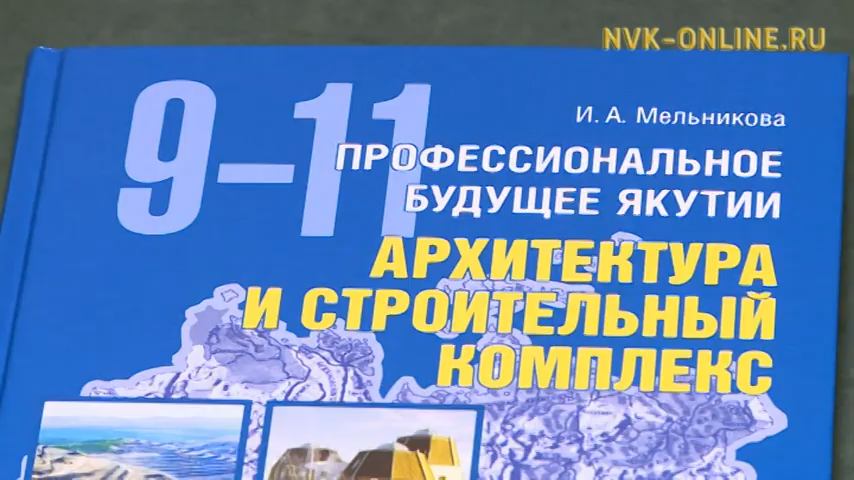 NVK-ONLINE.RU
9-11
И. А. Мельникова
ПРОФЕССИОНАЛЬНОЕ
БУДУЩЕЕ ЯКУТИИ
АРХИТЕКТУРА
И СТРОИТЕЛЬНЫЙ
КОМПЛЕКС